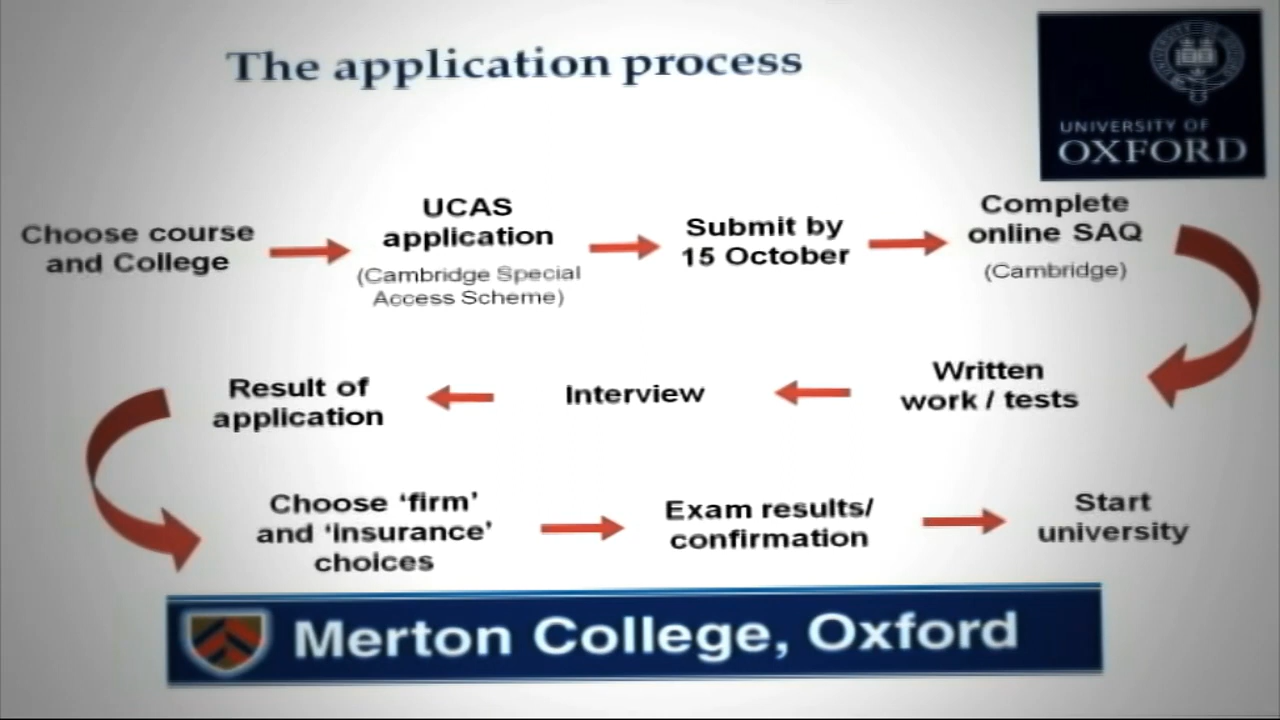 The application process
UNIVERSITY OF
OXFORD
Choose course
and College
UCAS
application
(Cambridge Special
Access Scheme)
Submit by
15 October
Complete
online SAQ
(Cambridge)
Written
work / tests
Interview
Result of
application
Choose ‘firm’
and ‘insurance’
choices
Exam results/
confirmation
Start
university
Merton College, Oxford